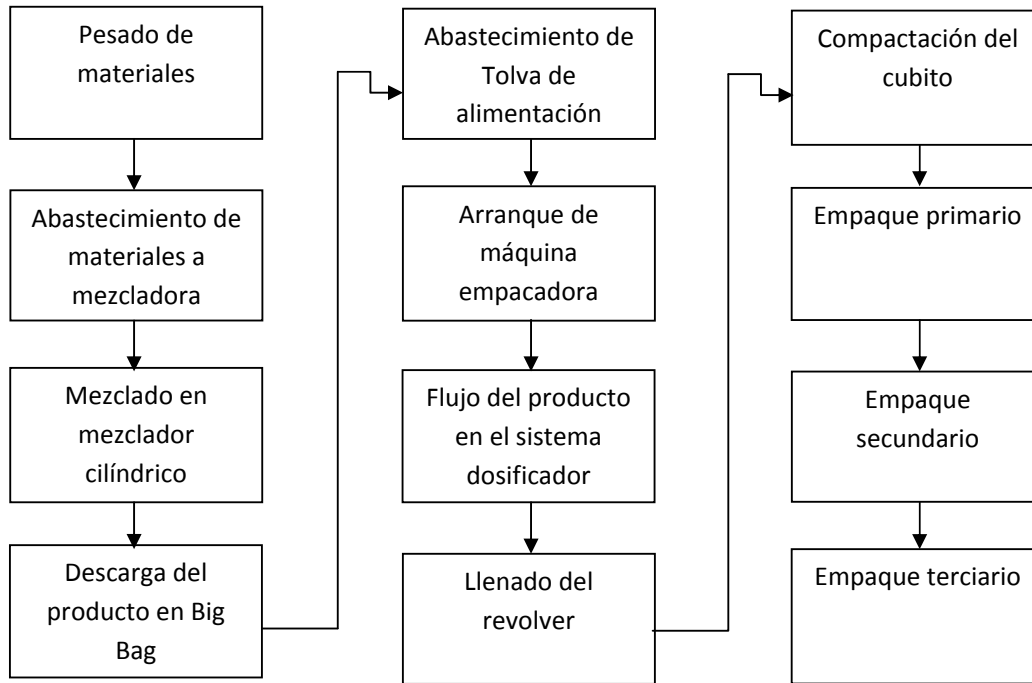 Pesado de
materiales
Abastecimiento de
materiales a
mezcladora
Mezclado en
mezclador
cilíndrico
Descarga del
producto en Big
Bag
Abastecimiento de
Tolva de
alimentación
Arranque de
máquina
empacadora
Flujo del producto
en el sistema
dosificador
Llenado del
revolver
Compactación del
cubito
Empaque primario
Empaque
secundario
Empaque terciario